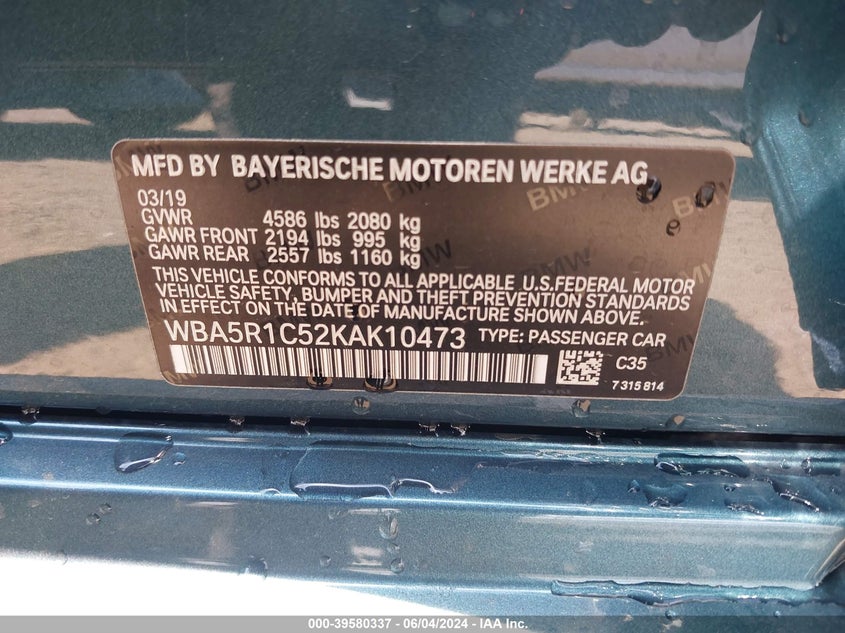 MFD BY BAYERISCHE MOTOREN WERKE AG
03/19
GVWR 4586 lbs 2080 kg
GAWR FRONT 2194 lbs 995 kg
GAWR REAR 2557 lbs 1160 kg
THIS VEHICLE CONFORMS TO ALL APPLICABLE U.S.FEDERAL MOTOR
VEHICLE SAFETY, BUMPER AND THEFT PREVENTION STANDARDS
IN EFFECT ON THE DATE OF MANUFACTURE SHOWN ABOVE.
WBA5R1C52KAK10473 TYPE: PASSENGER CAR
C35
7 315 814
000-39580337 - 06/04/2024 - IAA Inc.